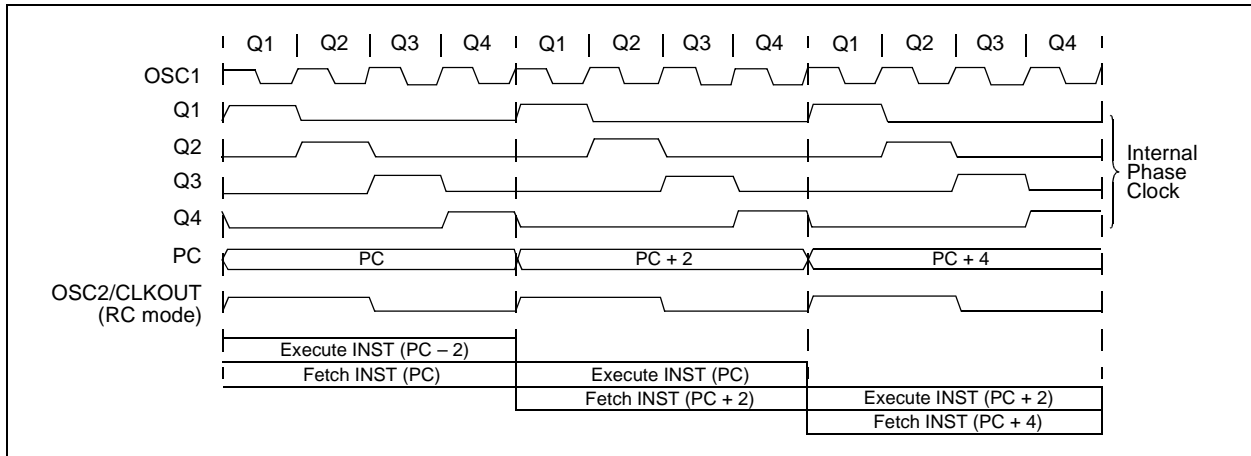 Q1 Q2 Q3 Q4 Q1 Q2 Q3 Q4 Q1 Q2 Q3 Q4
OSC1
Q1
Q2
Q3
Q4
Internal
Phase
Clock
PC PC PC + 2 PC + 4
OSC2/CLKOUT
(RC mode)
Execute INST (PC – 2)
Fetch INST (PC) Execute INST (PC)
Fetch INST (PC + 2) Execute INST (PC + 2)
Fetch INST (PC + 4)